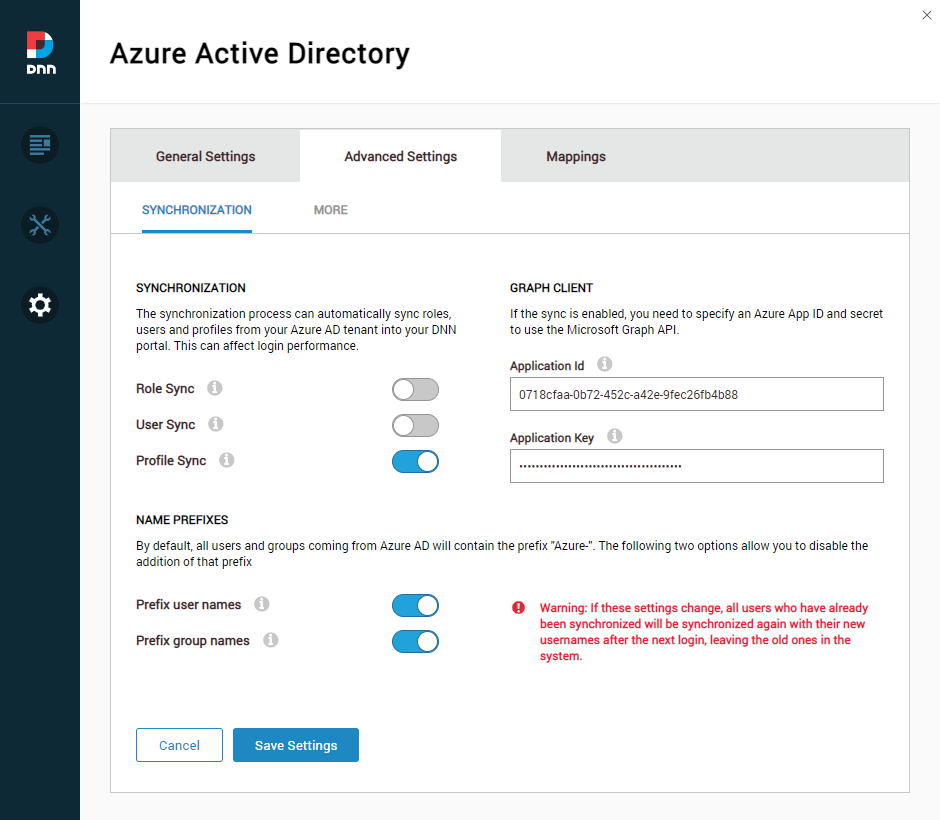 dnn
Azure Active Directory
General Settings
Advanced Settings
Mappings
SYNCHRONIZATION
MORE
SYNCHRONIZATION
The synchronization process can automatically sync roles,
users and profiles from your Azure AD tenant into your DNN
portal. This can affect login performance.
Role Sync
User Sync
Profile Sync
GRAPH CLIENT
If the sync is enabled, you need to specify an Azure App ID and secret
to use the Microsoft Graph API.
Application Id
0718cfaa-0b72-452c-a42e-9fec26fb4b88
Application Key
••••••••••••••••••••••••••••••••••••••••
NAME PREFIXES
By default, all users and groups coming from Azure AD will contain the prefix "Azure-". The following two options allow you to disable the
addition of that prefix
Prefix user names
Prefix group names
Warning: If these settings change, all users who have already
been synchronized will be synchronized again with their new
usernames after the next login, leaving the old ones in the
system.
Cancel
Save Settings